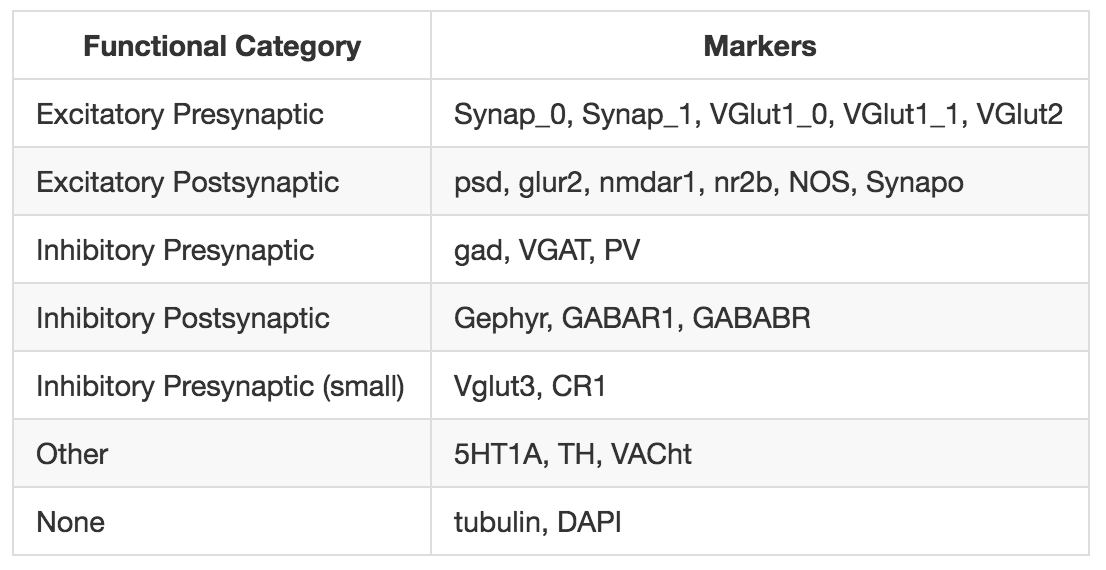 Functional Category Markers
Excitatory Presynaptic Synap_0, Synap_1, VGlut1_0, VGlut1_1, VGlut2
Excitatory Postsynaptic psd, glur2, nmdar1, nr2b, NOS, Synapo
Inhibitory Presynaptic gad, VGAT, PV
Inhibitory Postsynaptic Gephyr, GABAR1, GABABR
Inhibitory Presynaptic (small) Vglut3, CR1
Other 5HT1A, TH, VACht
None tubulin, DAPI